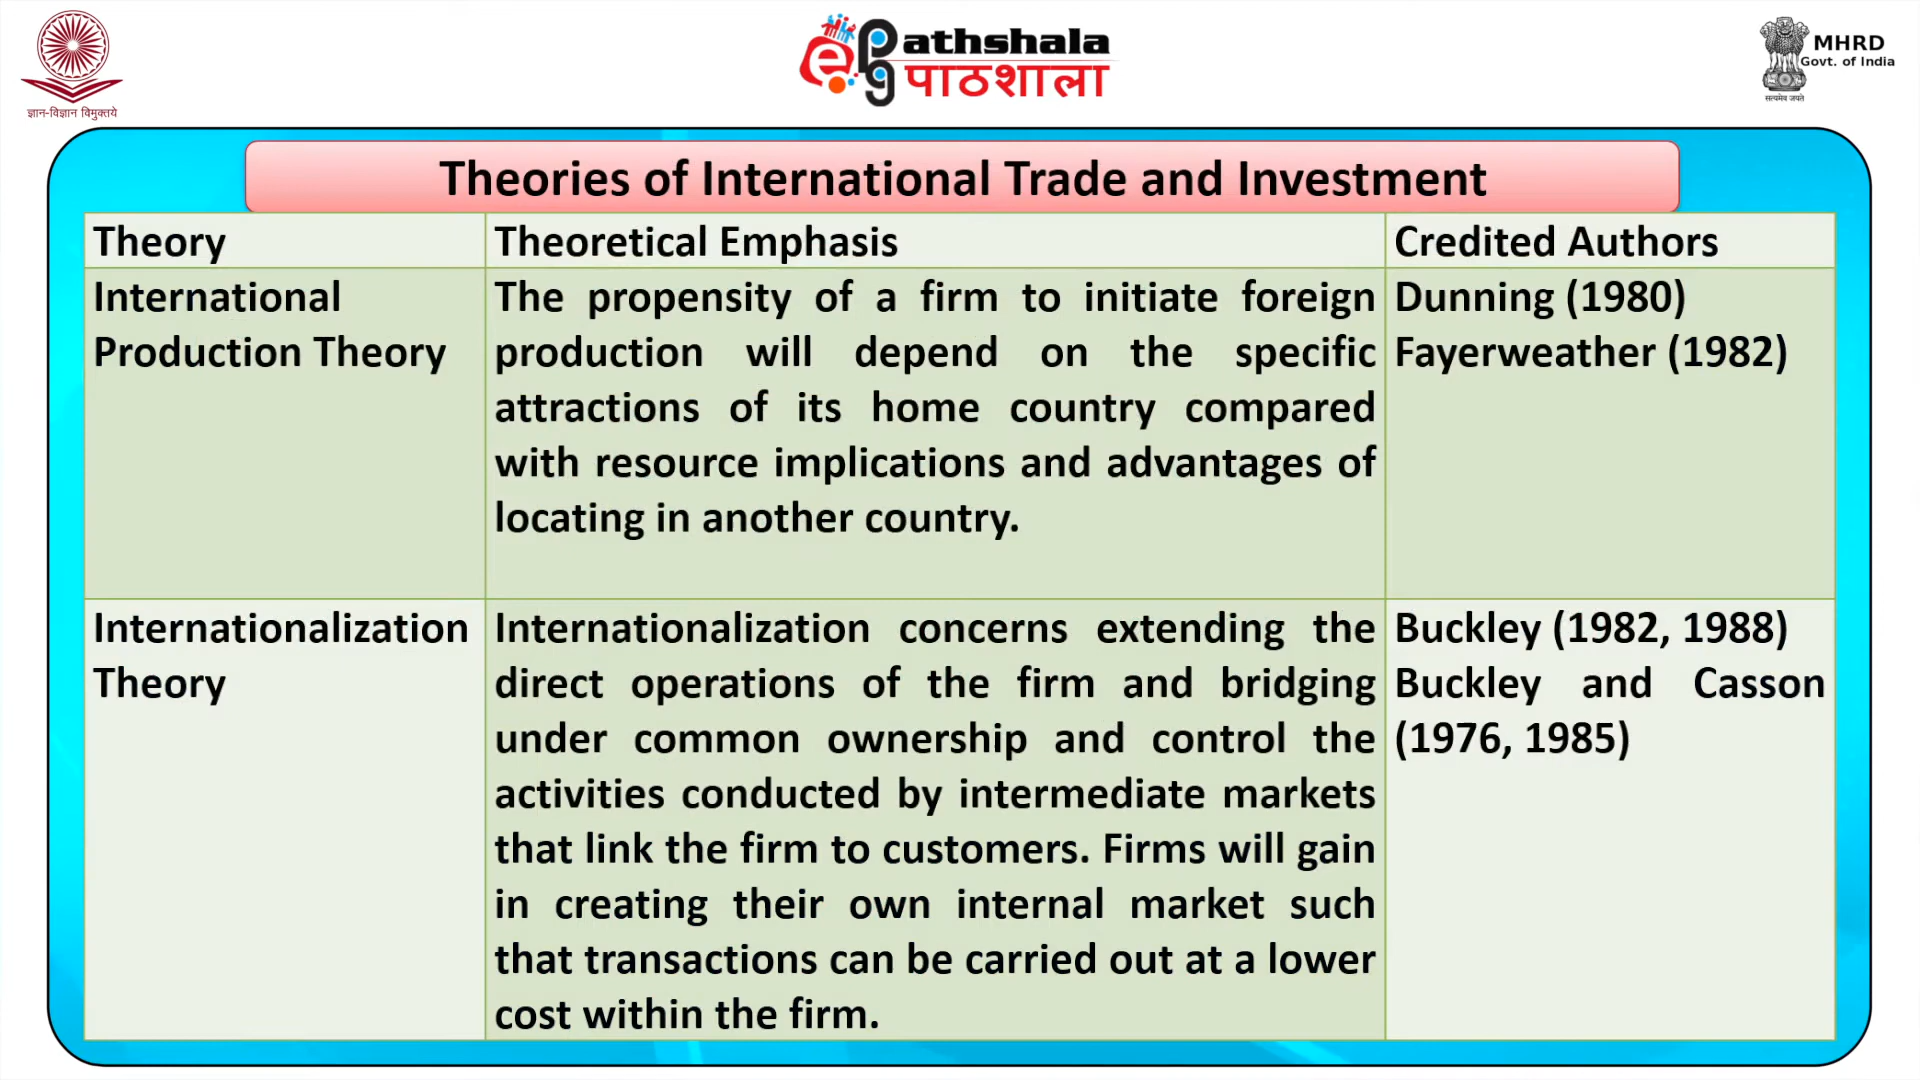 ज्ञान-विज्ञान विमुक्तये
ePG athshala
पाठशाला
MHRD
Govt. of India
सत्यमेव जयते
Theories of International Trade and Investment
Theory
Theoretical Emphasis
Credited Authors
International
Production Theory
The propensity of a firm to initiate foreign
production will depend on the specific
attractions of its home country compared
with resource implications and advantages of
locating in another country.
Dunning (1980)
Fayerweather (1982)
Internationalization
Theory
Internationalization concerns extending the
direct operations of the firm and bridging
under common ownership and control the
activities conducted by intermediate markets
that link the firm to customers. Firms will gain
in creating their own internal market such
that transactions can be carried out at a lower
cost within the firm.
Buckley (1982, 1988)
Buckley and Casson
(1976, 1985)